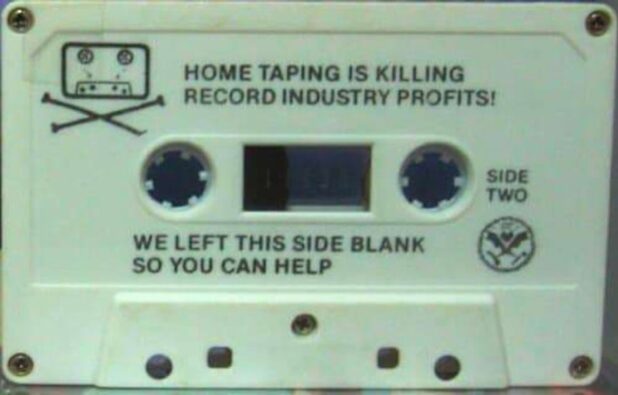 HOME TAPING IS KILLING
RECORD INDUSTRY PROFITS!
SIDE
TWO
WE LEFT THIS SIDE BLANK
SO YOU CAN HELP